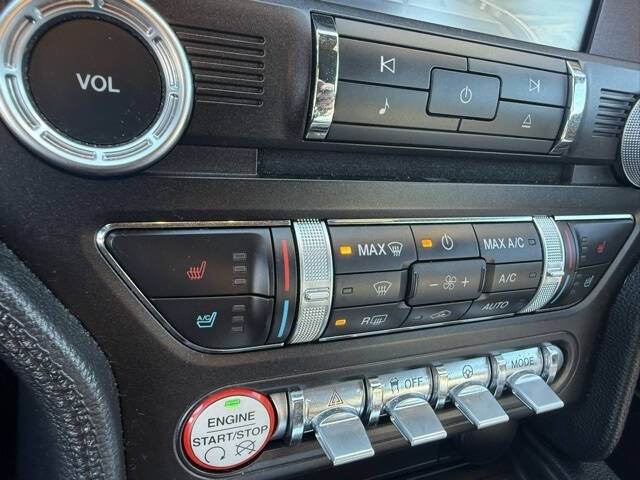 VOL
MAX
MAX A/C
A/C
A/C
R
AUTO
OFF
MODE
ENGINE
START/STOP